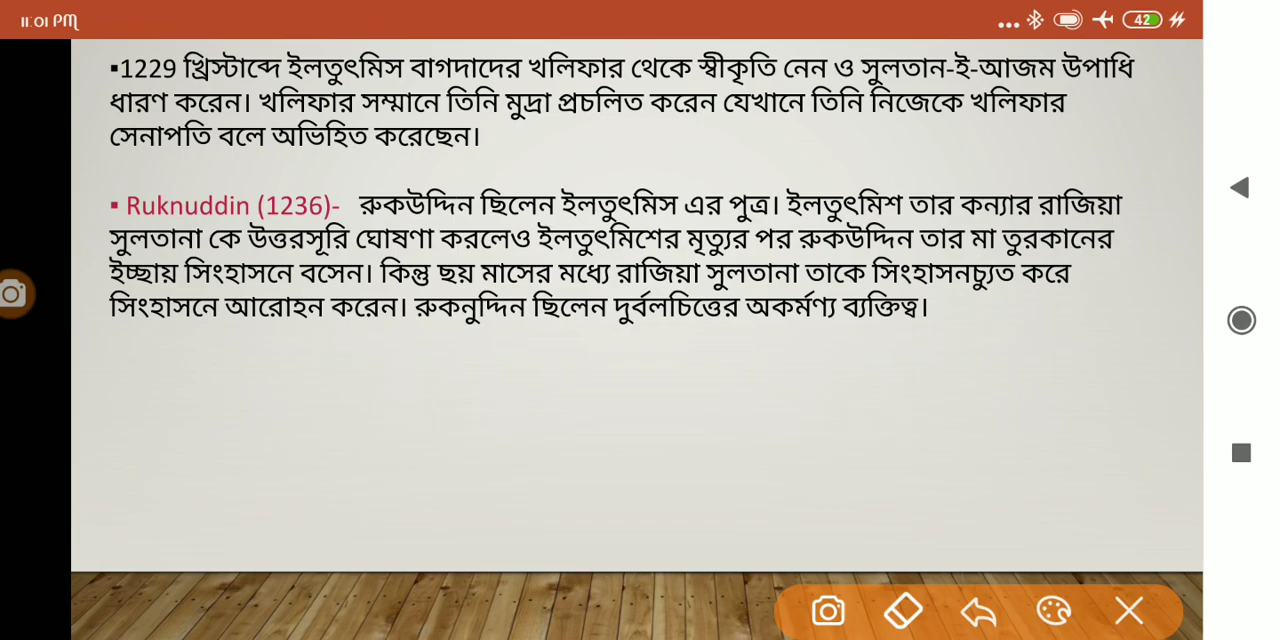 11:01 PM
42
▪1229 খ্রিস্টাব্দে ইলতুৎমিস বাগদাদের খলিফার থেকে স্বীকৃতি নেন ও সুলতান-ই-আজম উপাধি
ধারণ করেন। খলিফার সম্মানে তিনি মুদ্রা প্রচলিত করেন যেখানে তিনি নিজেকে খলিফার
সেনাপতি বলে অভিহিত করেছেন।
▪ Ruknuddin (1236)- রুকউদ্দিন ছিলেন ইলতুৎমিস এর পুত্র। ইলতুৎমিশ তার কন্যার রাজিয়া
সুলতানা কে উত্তরসূরি ঘোষণা করলেও ইলতুৎমিশের মৃত্যুর পর রুকউদ্দিন তার মা তুরকানের
ইচ্ছায় সিংহাসনে বসেন। কিন্তু ছয় মাসের মধ্যে রাজিয়া সুলতানা তাকে সিংহাসনচ্যুত করে
সিংহাসনে আরোহন করেন। রুকনুদ্দিন ছিলেন দুর্বলচিত্তের অকর্মণ্য ব্যক্তিত্ব।